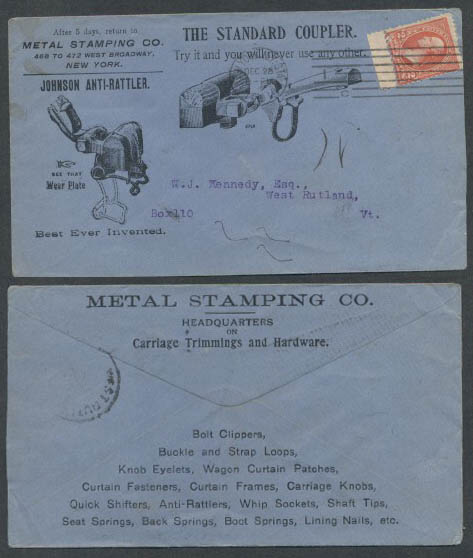 After 5 days, return to
METAL STAMPING CO.
468 TO 472 WEST BROADWAY,
NEW YORK.
THE STANDARD COUPLER.
Try it and you will never use any other.
DEC 28
JOHNSON ANTI-RATTLER.
SEE THAT
Wear Plate
Best Ever Invented.
W.J. Kennedy, Esq.,
West Rutland,
Box110 Vt.
METAL STAMPING CO.
HEADQUARTERS
ON
Carriage Trimmings and Hardware.
Bolt Clippers,
Buckle and Strap Loops,
Knob Eyelets, Wagon Curtain Patches,
Curtain Fasteners, Curtain Frames, Carriage Knobs,
Quick Shifters, Anti-Rattlers, Whip Sockets, Shaft Tips,
Seat Springs, Back Springs, Boot Springs, Lining Nails, etc.